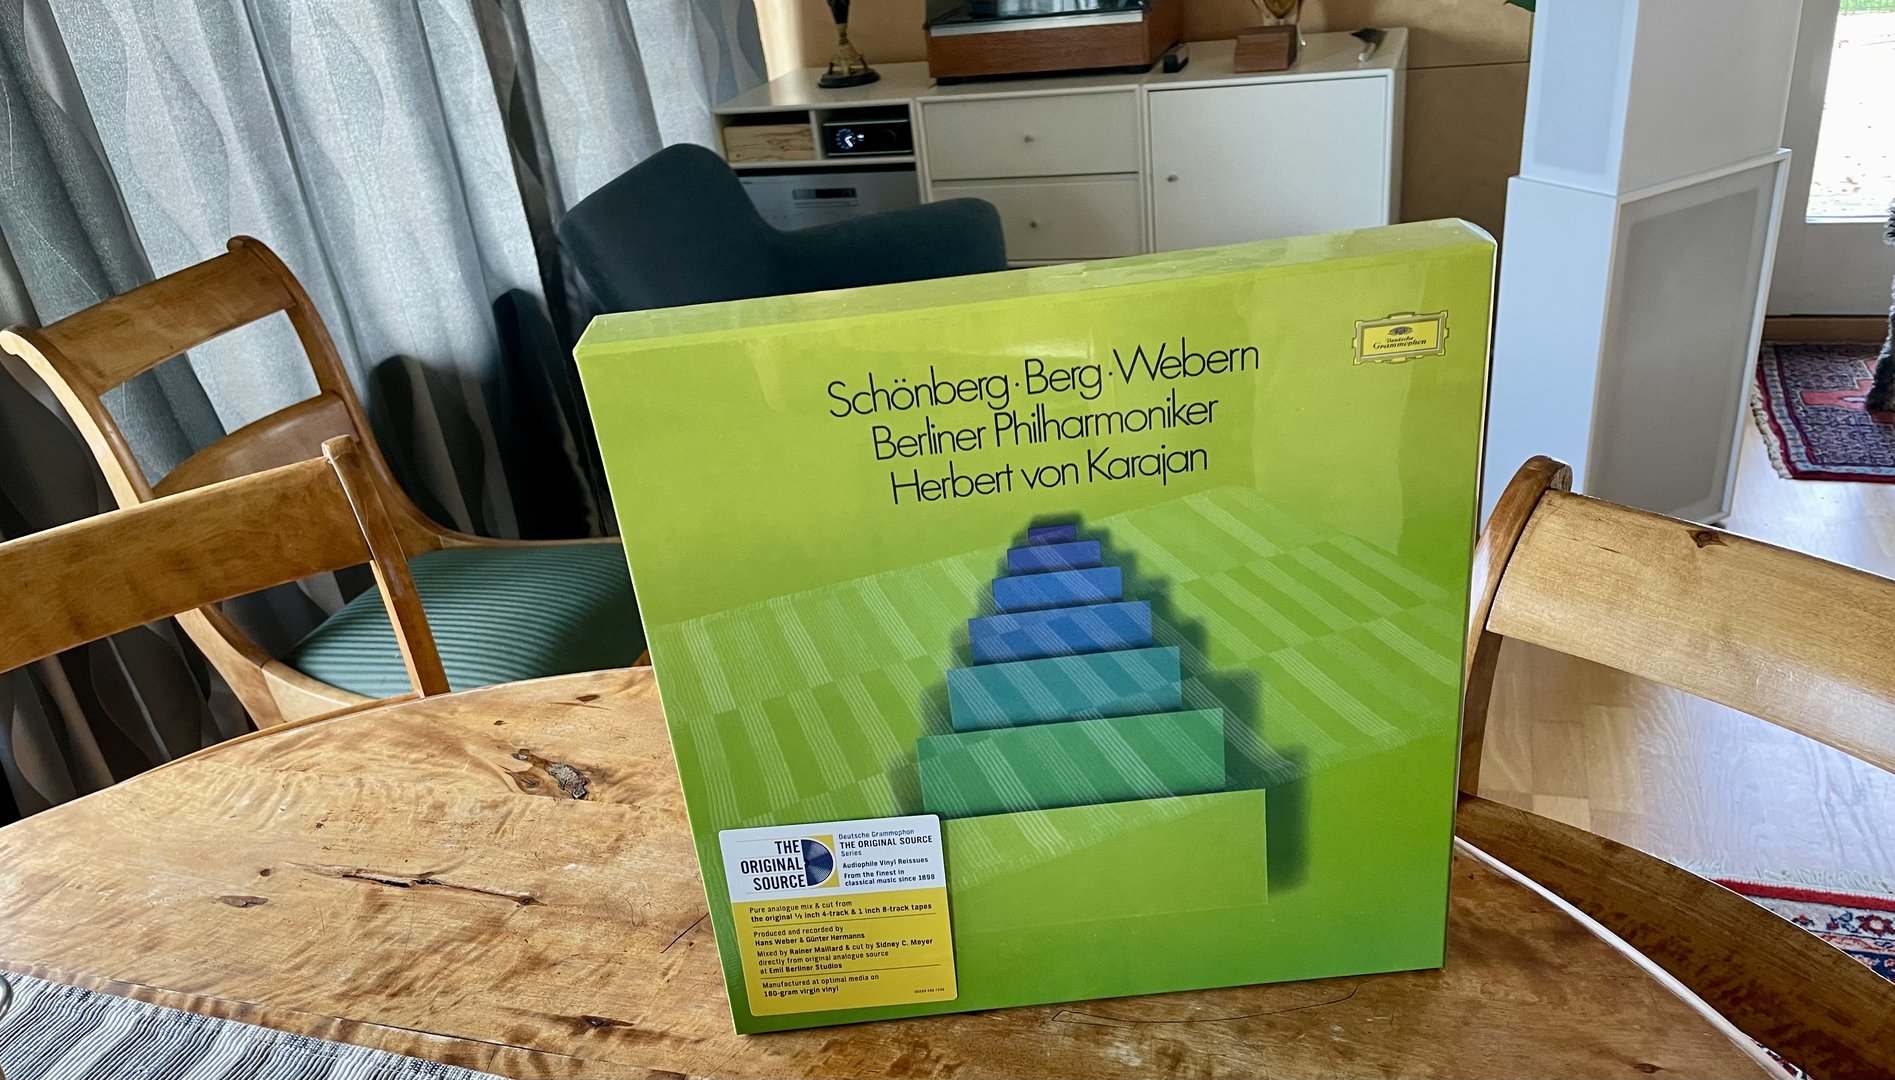 Schönberg · Berg · Webern
Berliner Philharmoniker
Herbert von Karajan
Deutsche
Grammophon
THE
ORIGINAL
SOURCE
Deutsche Grammophon
THE ORIGINAL SOURCE
Series
Audiophile Vinyl Reissues
From the finest in
classical music since 1898
Pure analogue mix & cut from
the original ½ inch 4-track & 1 inch 8-track tapes
Produced and recorded by
Hans Weber & Günter Hermanns
Mixed by Rainer Maillard & cut by Sidney C. Meyer
directly from original analogue source
at Emil Berliner Studios
Manufactured at optimal media on
180-gram virgin vinyl